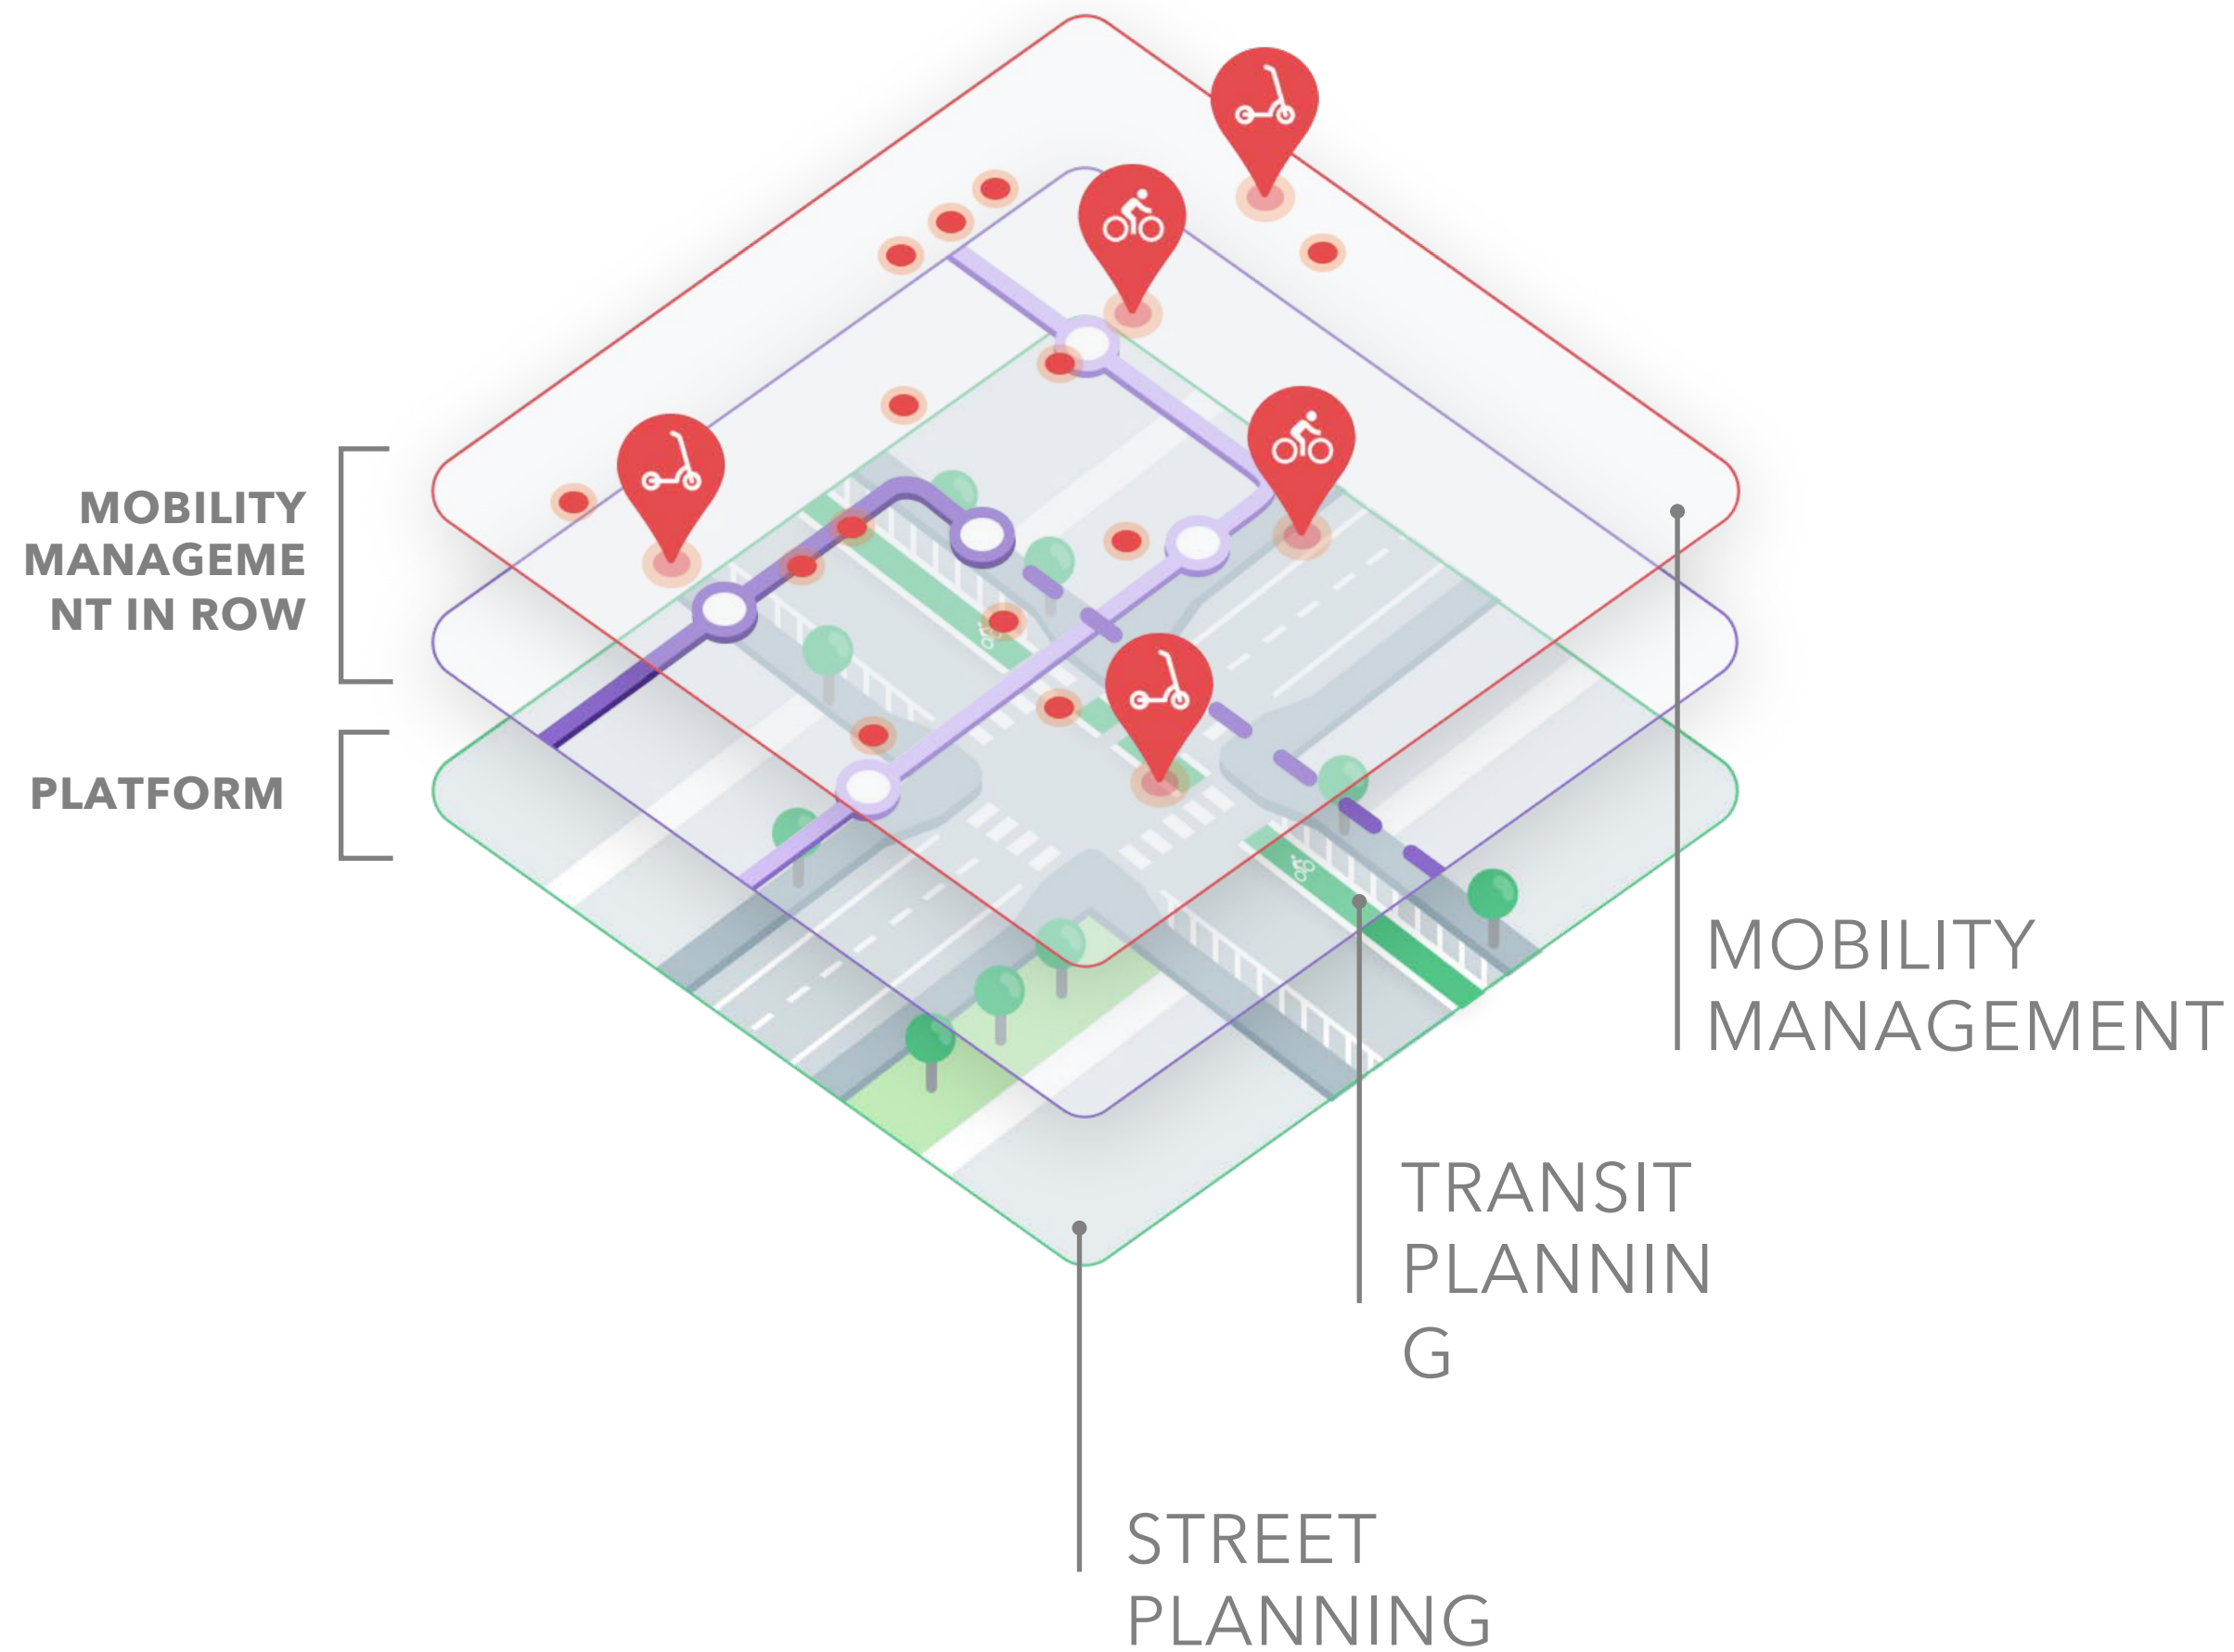 MOBILITY
MANAGEME
NT IN ROW
PLATFORM
MOBILITY
MANAGEMENT
TRANSIT
PLANNIN
G
STREET
PLANNING